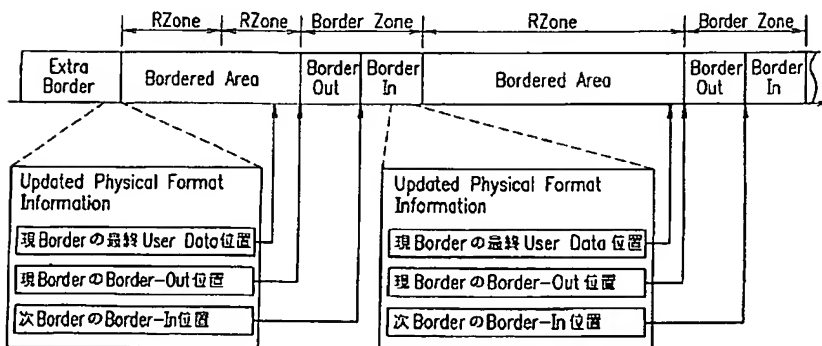 RZone RZone Border Zone RZone Border Zone
Extra Border
Bordered Area
Border Out
Border In
Bordered Area
Border Out
Border In
Updated Physical Format
Information
現Borderの最終User Data位置
現BorderのBorder-Out位置
次BorderのBorder-In位置
Updated Physical Format
Information
現Borderの最終User Data位置
現BorderのBorder-Out位置
次BorderのBorder-In位置